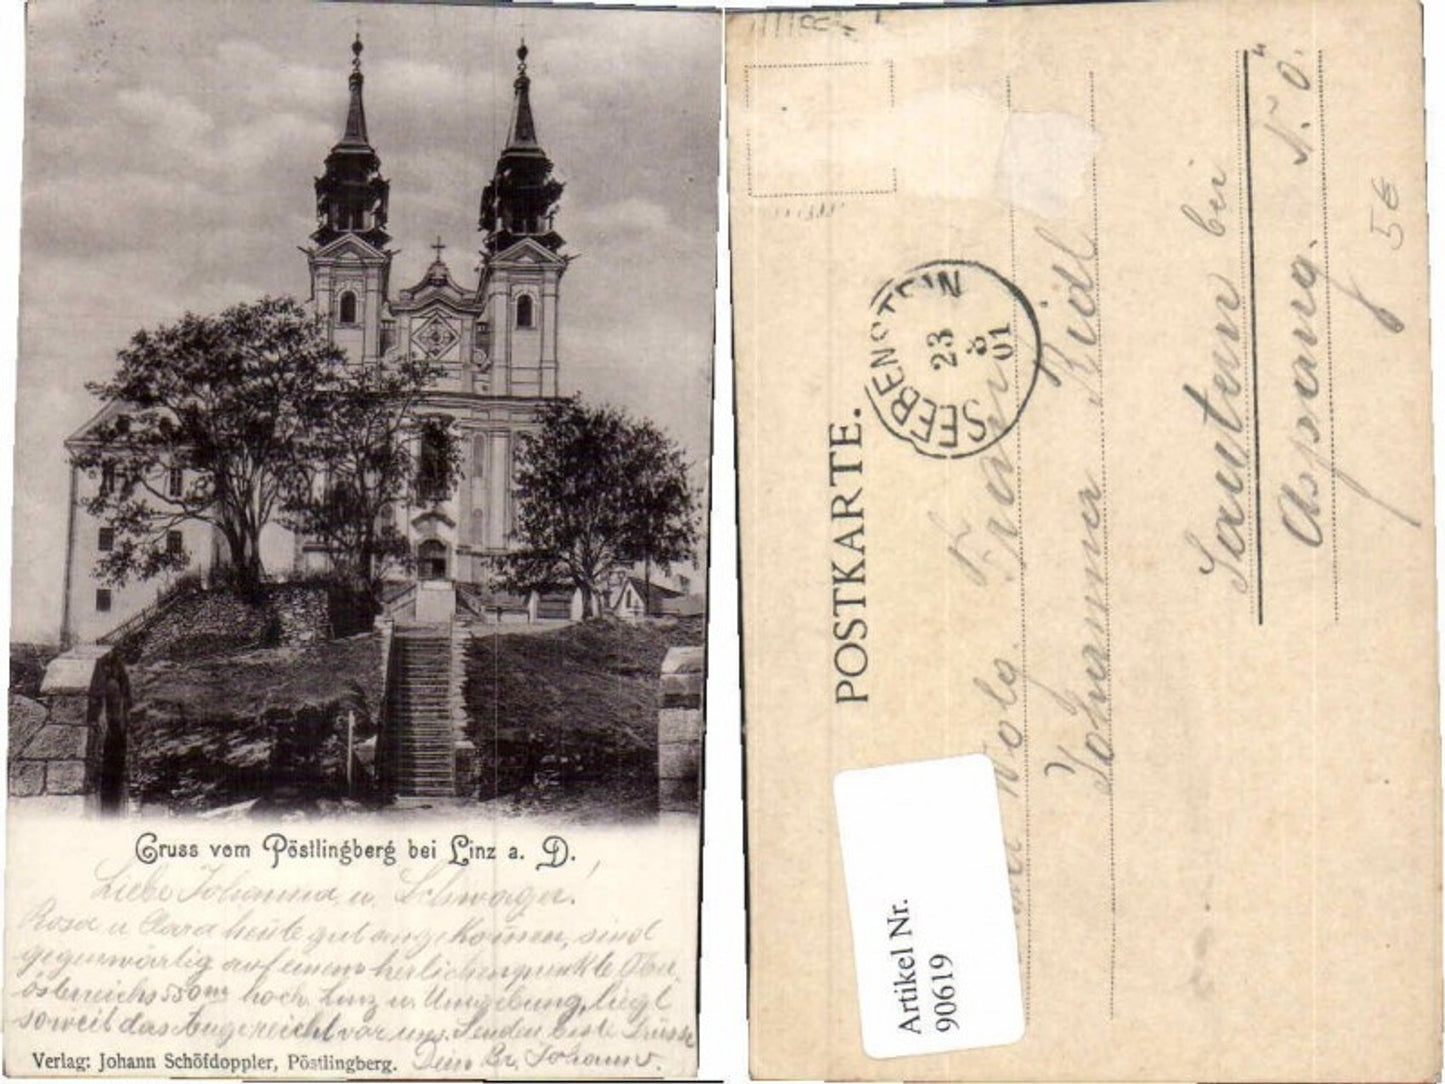 Gruss vom Pöstlingberg bei Linz a. D.
Liebe Johanna u. Schwager!
Rosa u Clara heute gut angekommen, sind
gegenwärtig auf einem herlichen punkte Ober
österreichs 550m hoch. Linz u. Umgebung, liegt
soweit das Auge reicht vor uns. Senden beste Grüsse
Dein Br. Johann.
Verlag: Johann Schöfdoppler, Pöstlingberg.
POSTKARTE.
SEEBENSTEIN
23
8
01
Johanna Ridl
bei
Aspang. N. Ö.
5€
Artikel Nr.
90619